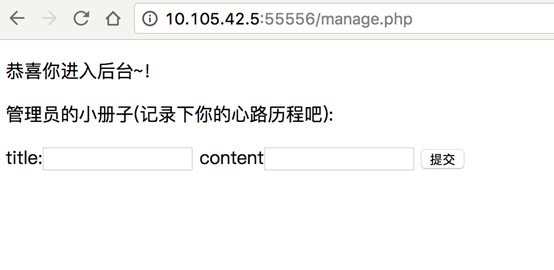 10.105.42.5:55556/manage.php
恭喜你进入后台~!
管理员的小册子(记录下你的心路历程吧):
title: content 提交